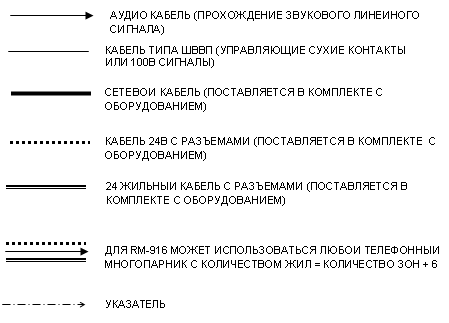 АУДИО КАБЕЛЬ (ПРОХОЖДЕНИЕ ЗВУКОВОГО ЛИНЕИНОГО
СИГНАЛА)
КАБЕЛЬ ТИПА ШВВП (УПРАВЛЯЮЩИЕ СУХИЕ КОНТАКТЫ
ИЛИ 100В СИГНАЛЫ)
СЕТЕВОИ КАБЕЛЬ (ПОСТАВЛЯЕТСЯ В КОМПЛЕКТЕ С
ОБОРУДОВАНИЕМ)
КАБЕЛЬ 24В С РАЗЪЕМАМИ (ПОСТАВЛЯЕТСЯ В КОМПЛЕКТЕ С
ОБОРУДОВАНИЕМ)
24 ЖИЛЬНЫИ КАБЕЛЬ С РАЗЪЕМАМИ (ПОСТАВЛЯЕТСЯ В
КОМПЛЕКТЕ С ОБОРУДОВАНИЕМ)
ДЛЯ RM-916 МОЖЕТ ИСПОЛЬЗОВАТЬСЯ ЛЮБОИ ТЕЛЕФОННЫИ
МНОГОПАРНИК С КОЛИЧЕСТВОМ ЖИЛ = КОЛИЧЕСТВО ЗОН + 6
УКАЗАТЕЛЬ